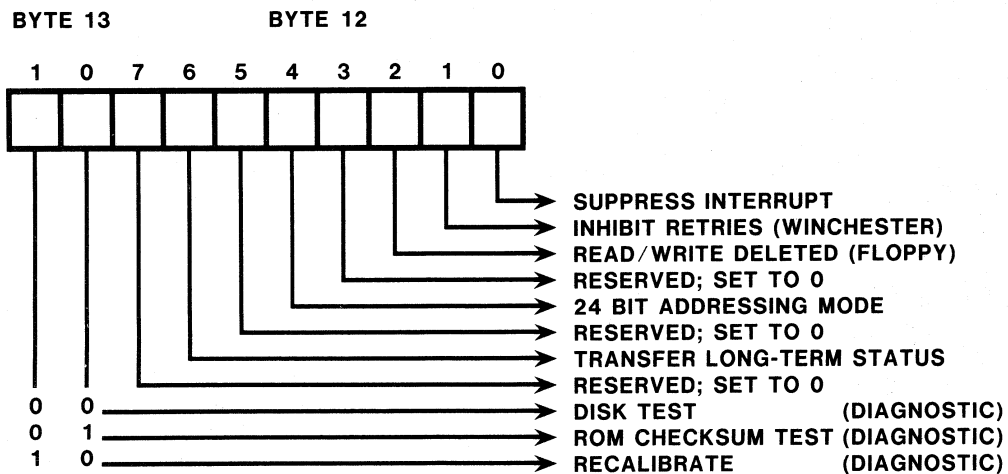 BYTE 13 BYTE 12
1 0 7 6 5 4 3 2 1 0
SUPPRESS INTERRUPT
INHIBIT RETRIES (WINCHESTER)
READ/WRITE DELETED (FLOPPY)
RESERVED; SET TO 0
24 BIT ADDRESSING MODE
RESERVED; SET TO 0
TRANSFER LONG-TERM STATUS
RESERVED; SET TO 0
0 0 DISK TEST (DIAGNOSTIC)
0 1 ROM CHECKSUM TEST (DIAGNOSTIC)
1 0 RECALIBRATE (DIAGNOSTIC)